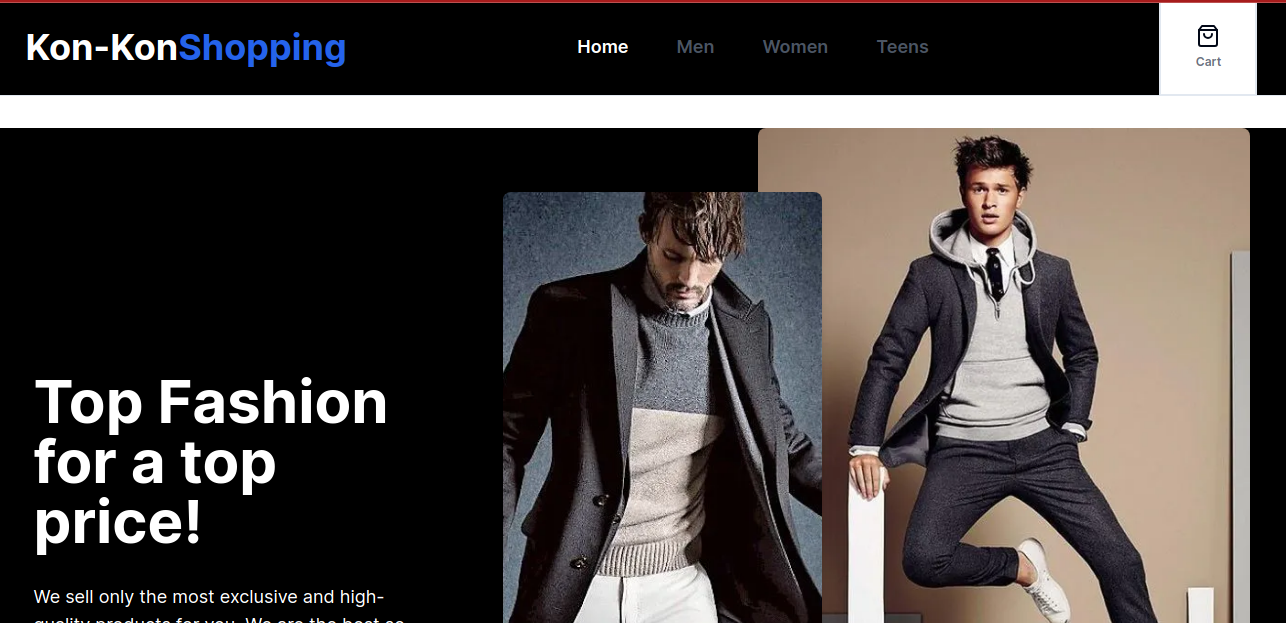 Kon-KonShopping
Home Men Women Teens
Cart
Top Fashion
for a top
price!
We sell only the most exclusive and high-
quality products for you. We are the best so